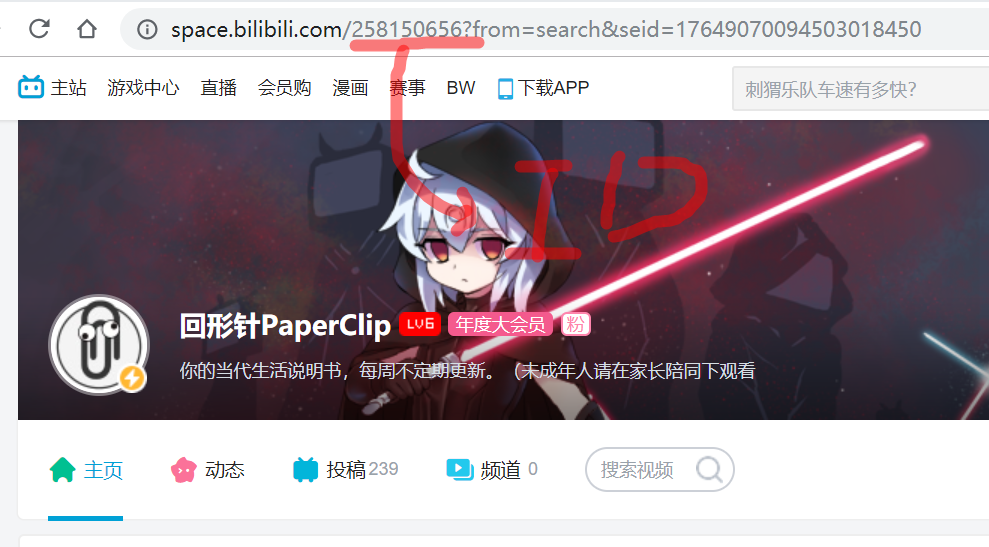 space.bilibili.com/258150656?from=search&seid=17649070094503018450
主站 游戏中心 直播 会员购 漫画 赛事 BW 下载APP 刺猬乐队车速有多快?
ID
回形针PaperClip LV6 年度大会员 粉
你的当代生活说明书，每周不定期更新。（未成年人请在家长陪同下观看
主页 动态 投稿 239 频道 0 搜索视频